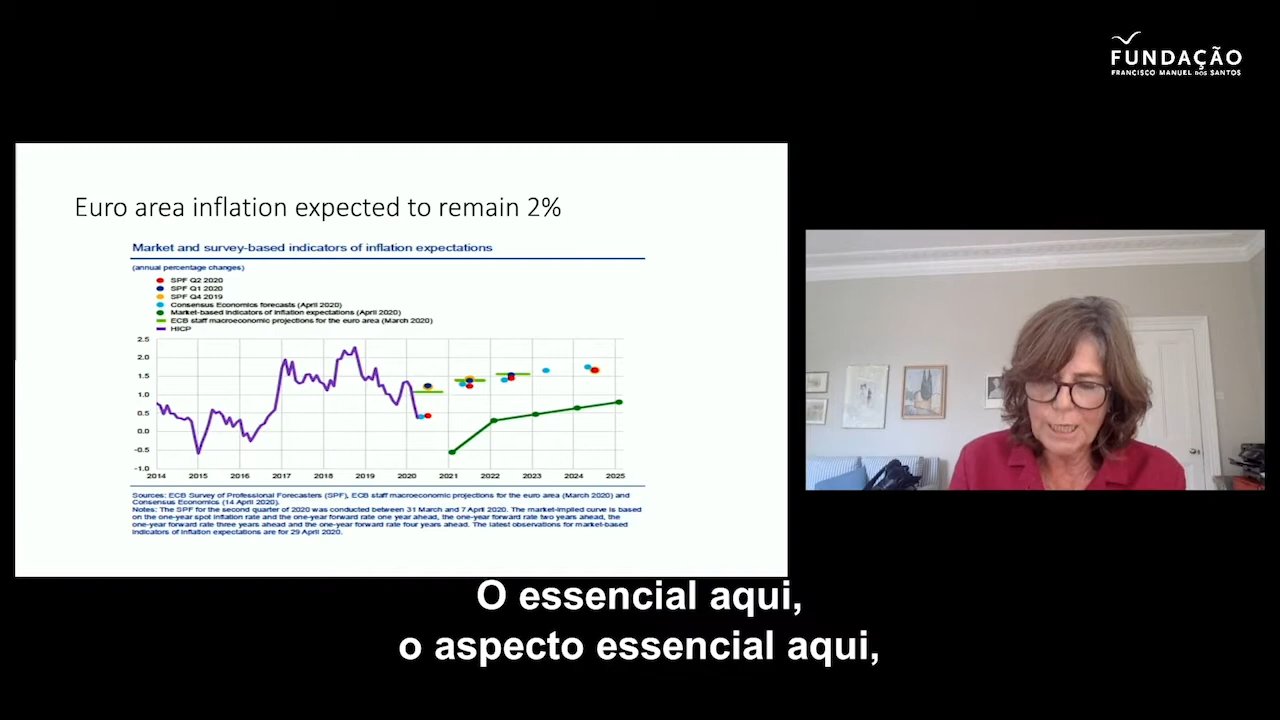 FUNDAÇÃO
FRANCISCO MANUEL DOS SANTOS
Euro area inflation expected to remain 2%
Market and survey-based indicators of inflation expectations
(annual percentage changes)
SPF Q2 2020
SPF Q1 2020
SPF Q4 2019
Consensus Economics forecasts (April 2020)
Market-based indicators of inflation expectations (April 2020)
ECB staff macroeconomic projections for the euro area (March 2020)
HICP
2.5
2.0
1.5
1.0
0.5
0.0
-0.5
-1.0
2014 2015 2016 2017 2018 2019 2020 2021 2022 2023 2024 2025
Sources: ECB Survey of Professional Forecasters (SPF), ECB staff macroeconomic projections for the euro area (March 2020) and
Consensus Economics (14 April 2020).
Notes: The SPF for the second quarter of 2020 was conducted between 31 March and 7 April 2020. The market-implied curve is based
on the one-year spot inflation rate and the one-year forward rate one year ahead, the one-year forward rate two years ahead, the
one-year forward rate three years ahead and the one-year forward rate four years ahead. The latest observations for market-based
indicators of inflation expectations are for 29 April 2020.
O essencial aqui,
o aspecto essencial aqui,